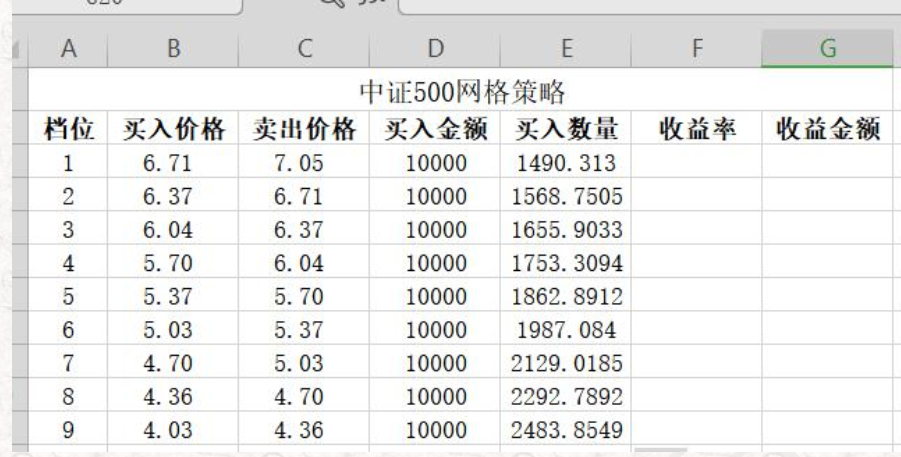 A B C D E F G
中证500网格策略
档位 买入价格 卖出价格 买入金额 买入数量 收益率 收益金额
1 6.71 7.05 10000 1490.313
2 6.37 6.71 10000 1568.7505
3 6.04 6.37 10000 1655.9033
4 5.70 6.04 10000 1753.3094
5 5.37 5.70 10000 1862.8912
6 5.03 5.37 10000 1987.084
7 4.70 5.03 10000 2129.0185
8 4.36 4.70 10000 2292.7892
9 4.03 4.36 10000 2483.8549